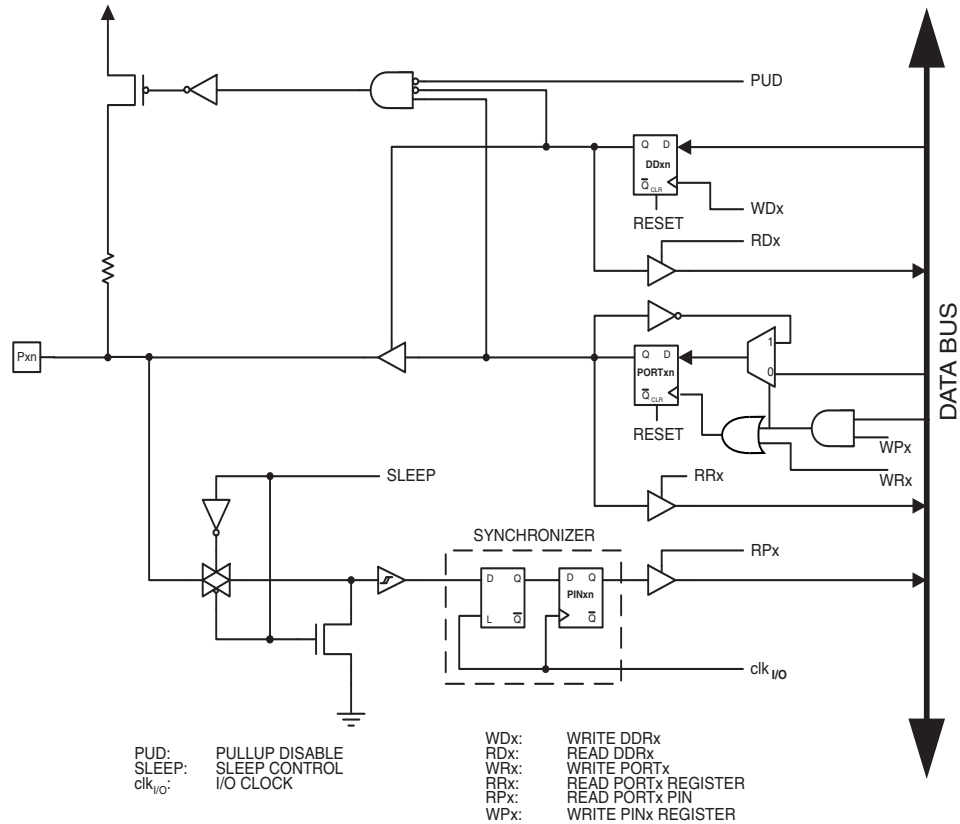 PUD
Q D
DDxn
Q CLR
WDx
RESET
RDx
Pxn
1
Q D
PORTxn
0
Q CLR
RESET
WPx
WRx
DATA BUS
SLEEP
RRx
SYNCHRONIZER
RPx
D Q
D Q
PINxn
L Q
Q
clk I/O
PUD: PULLUP DISABLE
SLEEP: SLEEP CONTROL
clkI/O: I/O CLOCK
WDx: WRITE DDRx
RDx: READ DDRx
WRx: WRITE PORTx
RRx: READ PORTx REGISTER
RPx: READ PORTx PIN
WPx: WRITE PINx REGISTER